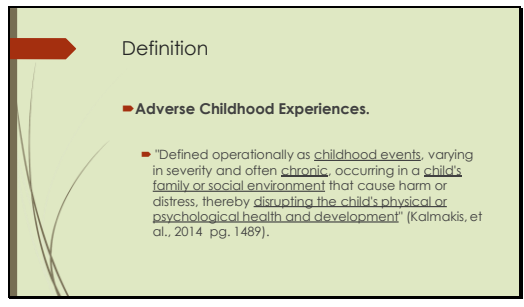 Definition
Adverse Childhood Experiences.
"Defined operationally as childhood events, varying
in severity and often chronic, occurring in a child's
family or social environment that cause harm or
distress, thereby disrupting the child's physical or
psychological health and development" (Kalmakis, et
al., 2014  pg. 1489).